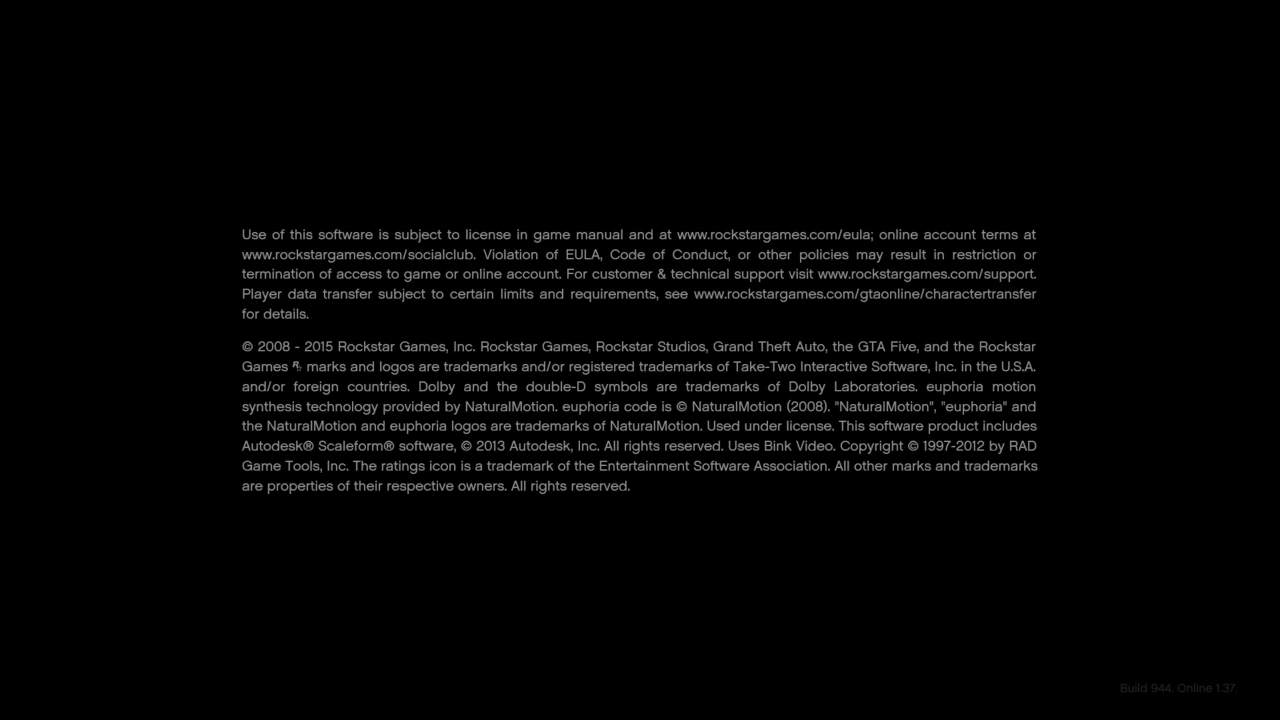 Use of this software is subject to license in game manual and at www.rockstargames.com/eula; online account terms at
www.rockstargames.com/socialclub. Violation of EULA, Code of Conduct, or other policies may result in restriction or
termination of access to game or online account. For customer & technical support visit www.rockstargames.com/support.
Player data transfer subject to certain limits and requirements, see www.rockstargames.com/gtaonline/charactertransfer
for details.
© 2008 - 2015 Rockstar Games, Inc. Rockstar Games, Rockstar Studios, Grand Theft Auto, the GTA Five, and the Rockstar
Games R* marks and logos are trademarks and/or registered trademarks of Take-Two Interactive Software, Inc. in the U.S.A.
and/or foreign countries. Dolby and the double-D symbols are trademarks of Dolby Laboratories. euphoria motion
synthesis technology provided by NaturalMotion. euphoria code is © NaturalMotion (2008). "NaturalMotion", "euphoria" and
the NaturalMotion and euphoria logos are trademarks of NaturalMotion. Used under license. This software product includes
Autodesk® Scaleform® software, © 2013 Autodesk, Inc. All rights reserved. Uses Bink Video. Copyright © 1997-2012 by RAD
Game Tools, Inc. The ratings icon is a trademark of the Entertainment Software Association. All other marks and trademarks
are properties of their respective owners. All rights reserved.
Build 944. Online 1.37.